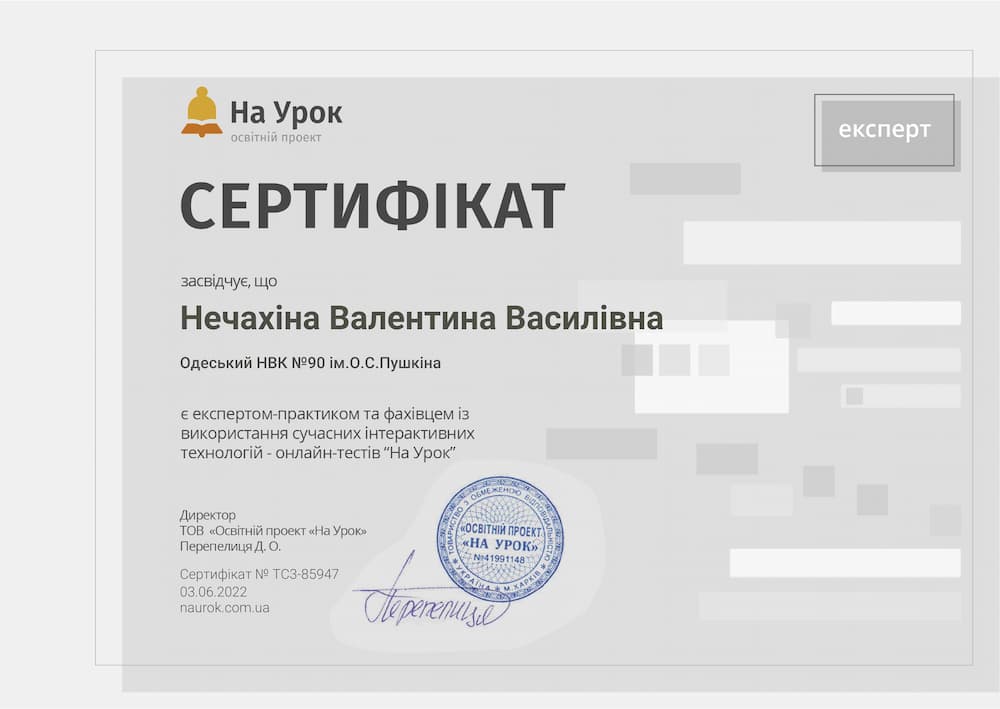 На Урок
освітній проект
експерт
СЕРТИФІКАТ
засвідчує, що
Нечахіна Валентина Василівна
Одеський НВК №90 ім.О.С.Пушкіна
є експертом-практиком та фахівцем із
використання сучасних інтерактивних
технологій - онлайн-тестів “На Урок”
Директор
ТОВ «Освітній проект «На Урок»
Перепелиця Д. О.
Сертифікат № ТС3-85947
03.06.2022
naurok.com.ua
ТОВАРИСТВО З ОБМЕЖЕНОЮ ВІДПОВІДАЛЬНІСТЮ
«ОСВІТНІЙ ПРОЕКТ
«НА УРОК»
№41991148
УКРАЇНА * М.ХАРКІВ
Перепелиця